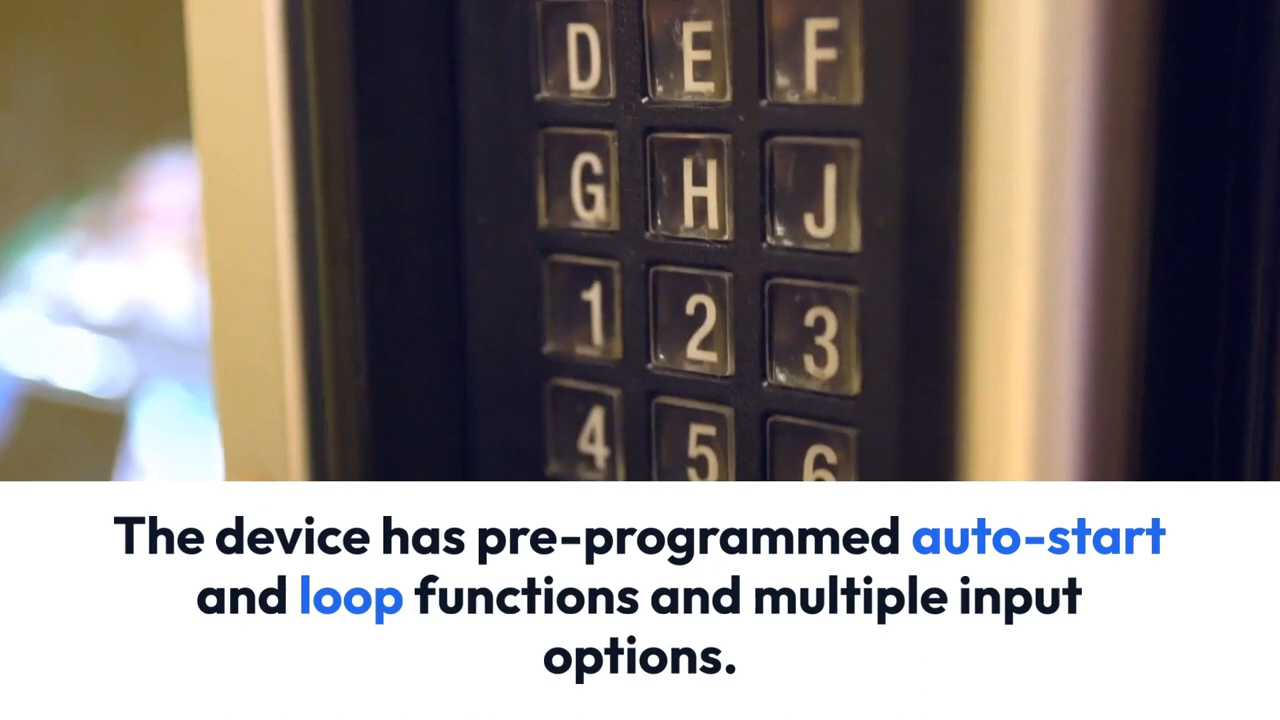 D E F
G H J
1 2 3
4 5 6
The device has pre-programmed auto-start
and loop functions and multiple input
options.